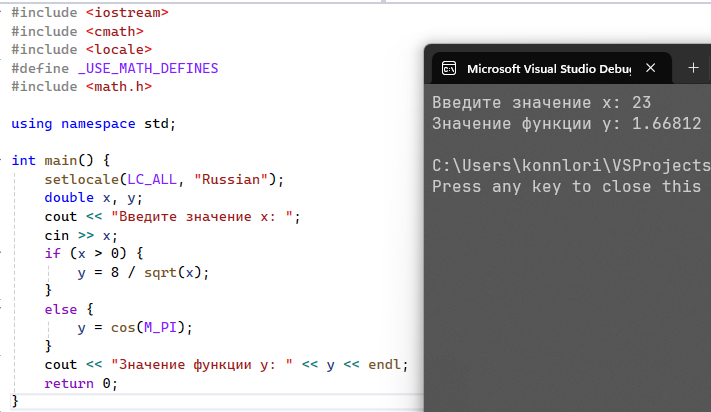 #include <iostream>
#include <cmath>
#include <locale>
#define _USE_MATH_DEFINES
#include <math.h>
using namespace std;
int main() {
setlocale(LC_ALL, "Russian");
double x, y;
cout << "Введите значение x: ";
cin >> x;
if (x > 0) {
y = 8 / sqrt(x);
}
else {
y = cos(M_PI);
}
cout << "Значение функции y: " << y << endl;
return 0;
}
Microsoft Visual Studio Debug
Введите значение x: 23
Значение функции y: 1.66812
C:\Users\konnlori\VSProjects
Press any key to close this